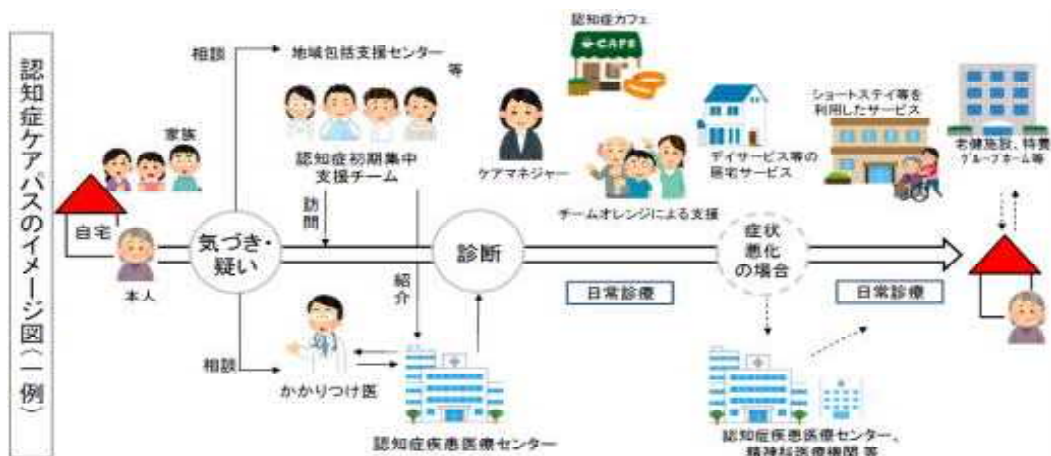 認知症ケアパスのイメージ図(一例)
家族
自宅
本人
相談
気づき・
疑い
相談
地域包括支援センター 等
認知症初期集中
支援チーム
訪問
紹介
かかりつけ医
認知症疾患医療センター
診断
ケアマネジャー
認知症カフェ
CAFE
チームオレンジによる支援
デイサービス等の
居宅サービス
日常診療
症状
悪化
の場合
ショートステイ等を
利用したサービス
日常診療
認知症疾患医療センター、
精神科医療機関 等
老健施設、特養
グループホーム等